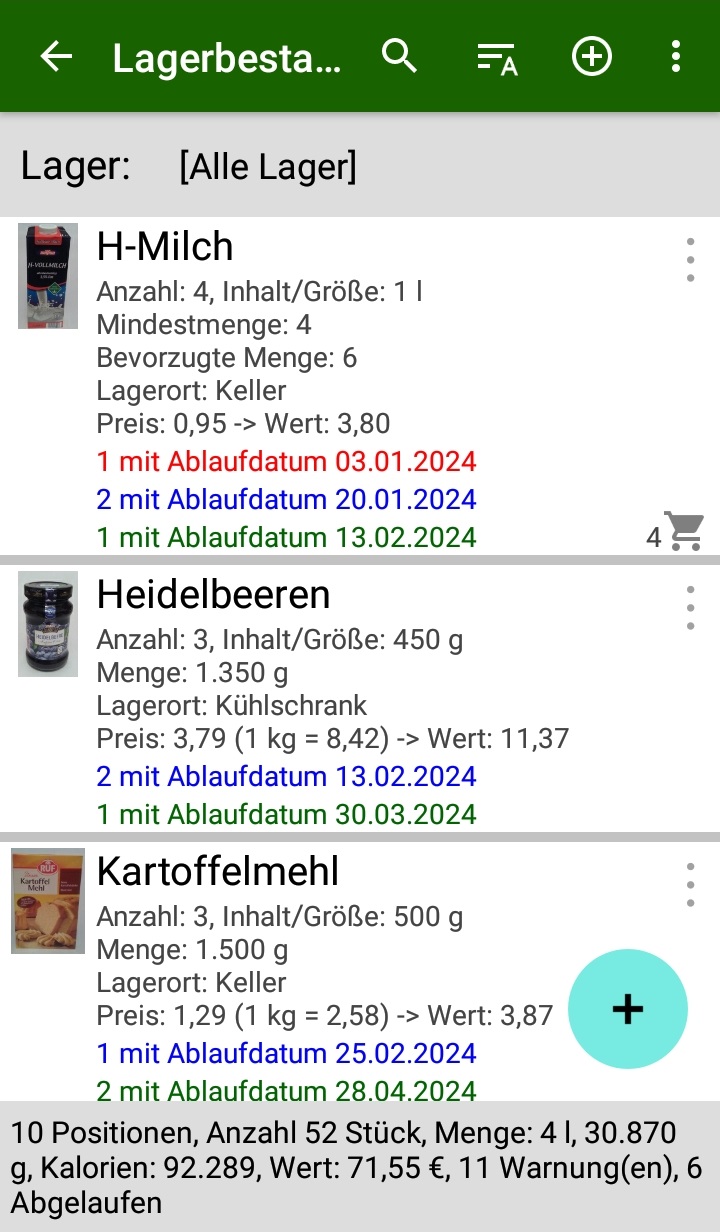 Lagerbesta...
Lager: [Alle Lager]
H-Milch
H-VOLLMILCH
Anzahl: 4, Inhalt/Größe: 1 l
Mindestmenge: 4
Bevorzugte Menge: 6
Lagerort: Keller
Preis: 0,95 -> Wert: 3,80
1 mit Ablaufdatum 03.01.2024
2 mit Ablaufdatum 20.01.2024
1 mit Ablaufdatum 13.02.2024
4
Heidelbeeren
Anzahl: 3, Inhalt/Größe: 450 g
Menge: 1.350 g
Lagerort: Kühlschrank
Preis: 3,79 (1 kg = 8,42) -> Wert: 11,37
2 mit Ablaufdatum 13.02.2024
1 mit Ablaufdatum 30.03.2024
Kartoffelmehl
RUF
Kartoffel
Mehl
Anzahl: 3, Inhalt/Größe: 500 g
Menge: 1.500 g
Lagerort: Keller
Preis: 1,29 (1 kg = 2,58) -> Wert: 3,87
1 mit Ablaufdatum 25.02.2024
2 mit Ablaufdatum 28.04.2024
10 Positionen, Anzahl 52 Stück, Menge: 4 l, 30.870
g, Kalorien: 92.289, Wert: 71,55 €, 11 Warnung(en), 6
Abgelaufen